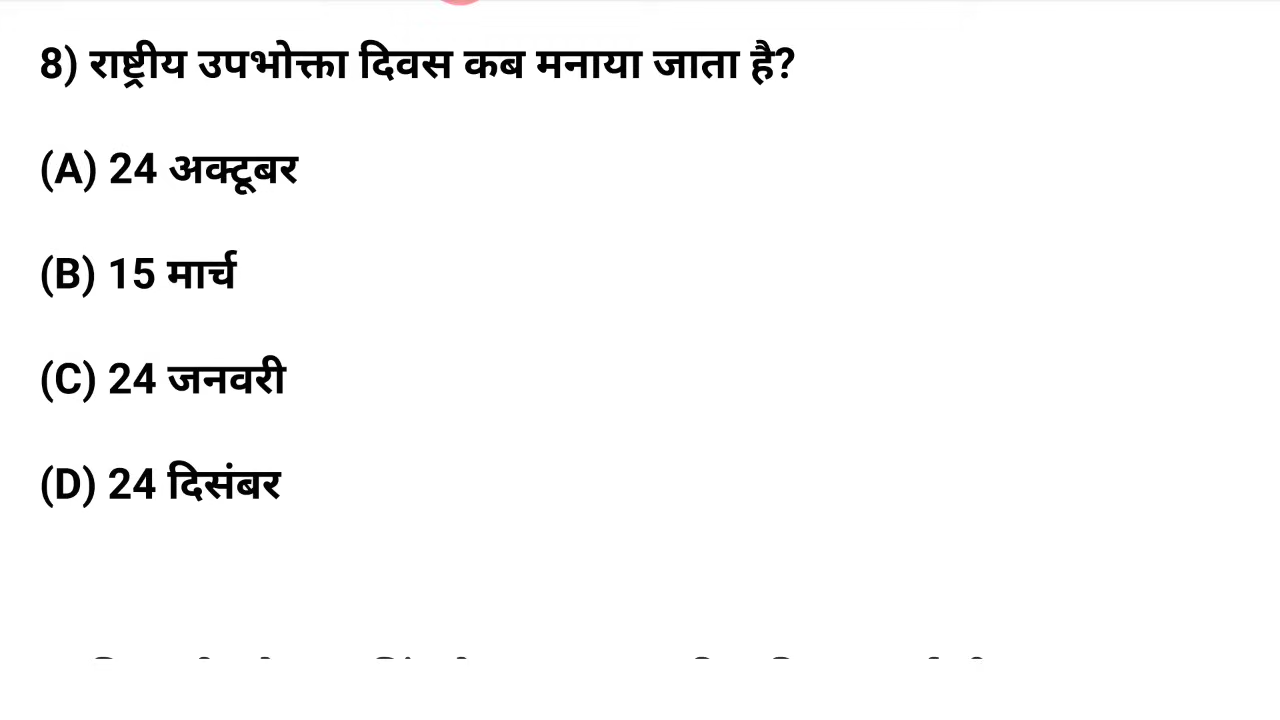 8) राष्ट्रीय उपभोक्ता दिवस कब मनाया जाता है?
(A) 24 अक्टूबर
(B) 15 मार्च
(C) 24 जनवरी
(D) 24 दिसंबर